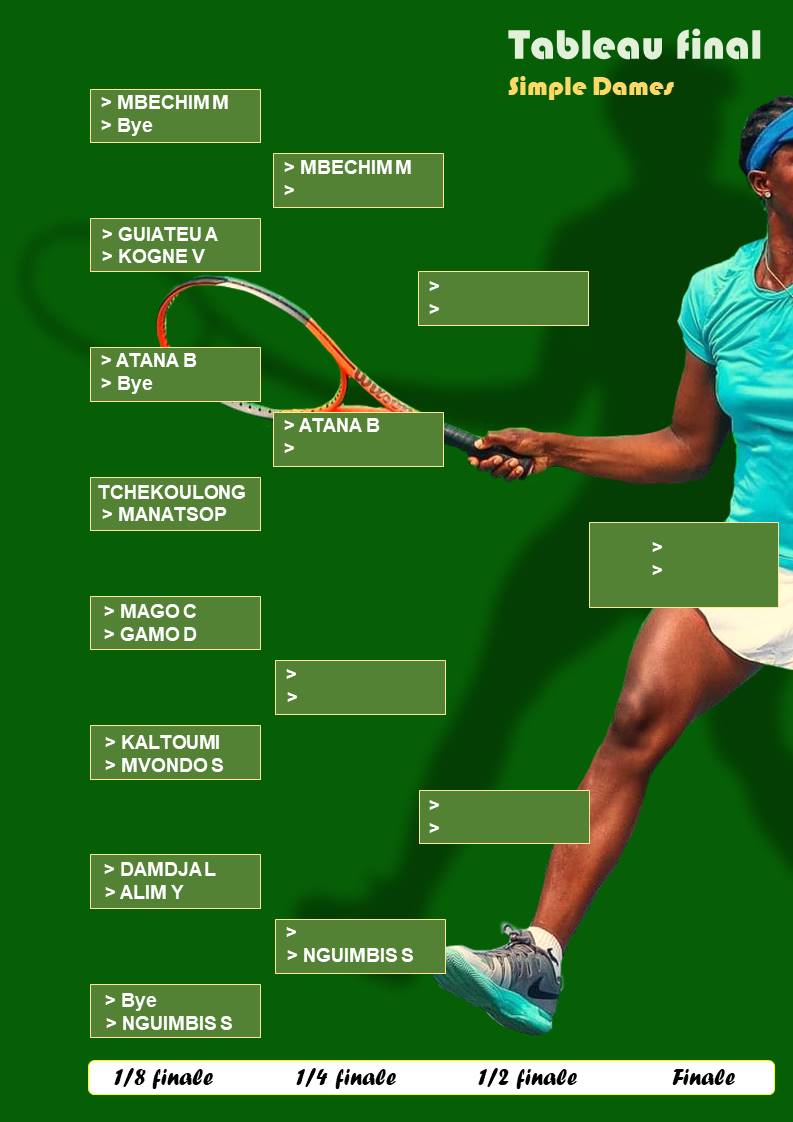 Tableau final
Simple Dames
> MBECHIM M
> Bye
> MBECHIM M
>
> GUIATEU A
> KOGNE V
>
>
> ATANA B
> Bye
> ATANA B
>
TCHEKOULONG
> MANATSOP
>
>
> MAGO C
> GAMO D
>
>
> KALTOUMI
> MVONDO S
>
>
> DAMDJA L
> ALIM Y
>
> NGUIMBIS S
> Bye
> NGUIMBIS S
1/8 finale 1/4 finale 1/2 finale Finale